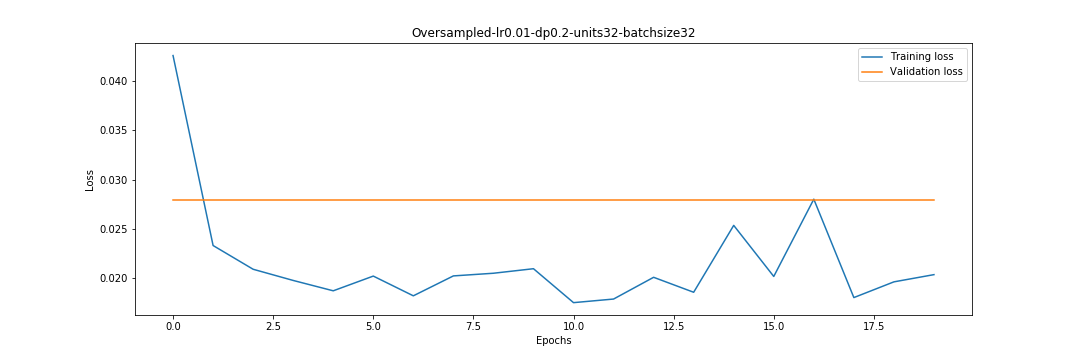 Oversampled-lr0.01-dp0.2-units32-batchsize32
Training loss
Validation loss
0.040
0.035
0.030
0.025
0.020
Loss
0.0
2.5
5.0
7.5
10.0
12.5
15.0
17.5
Epochs